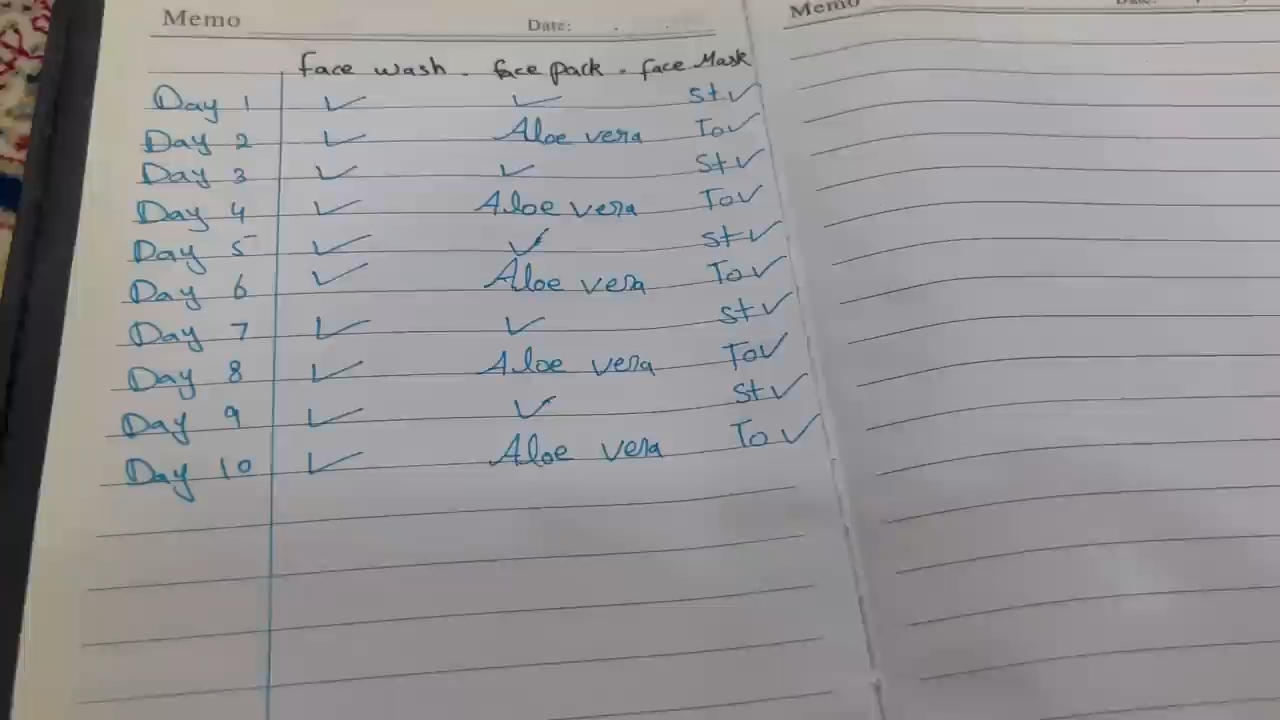 Memo Date: . .
face wash . face pack . face Mask
Day 1 ✓ ✓ St ✓
Day 2 ✓ Aloe vera To ✓
Day 3 ✓ ✓ St ✓
Day 4 ✓ Aloe vera To ✓
Day 5 ✓ ✓ St ✓
Day 6 ✓ Aloe vera To ✓
Day 7 ✓ ✓ St ✓
Day 8 ✓ Aloe vera To ✓
Day 9 ✓ ✓ St ✓
Day 10 ✓ Aloe vera To ✓
Memo Date: